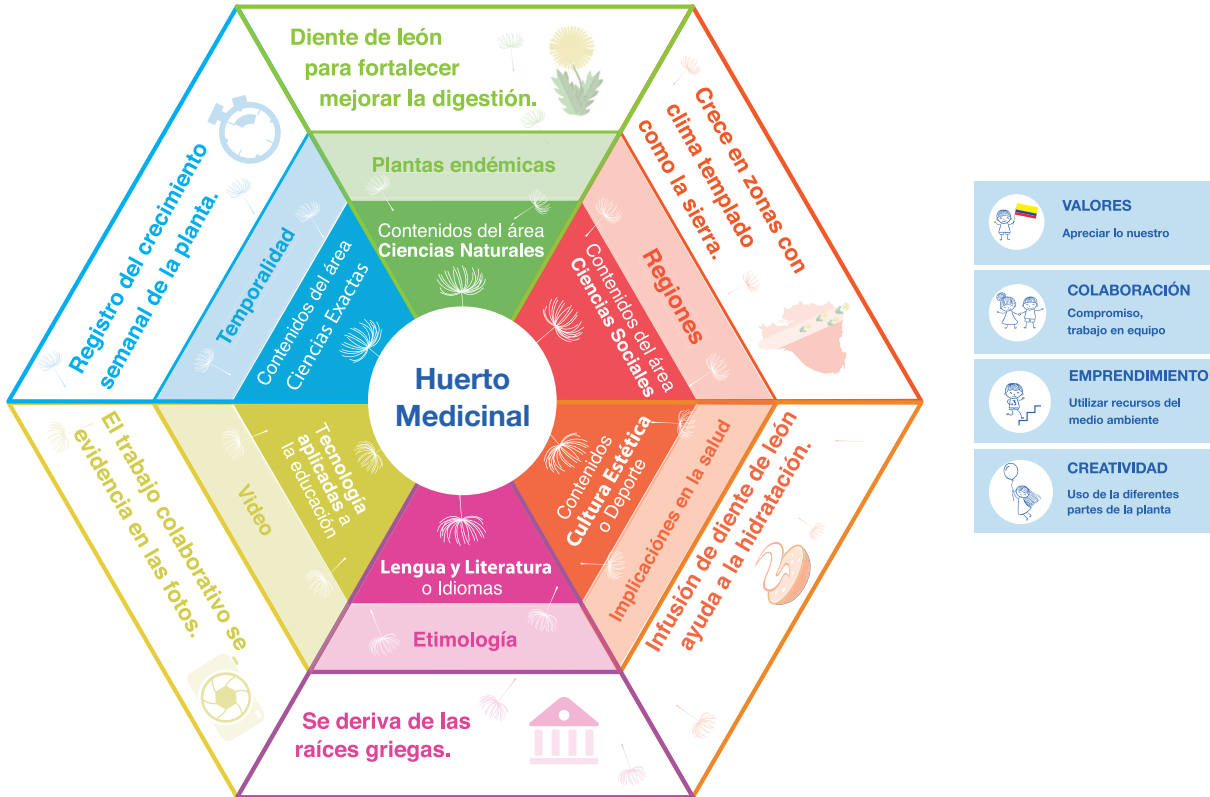 Diente de león
para fortalecer
mejorar la digestión.
Plantas endémicas
Contenidos del área
Ciencias Naturales
Crece en zonas con
clima templado
como la sierra.
Regiones
Contenidos del área
Ciencias Sociales
Infusión de diente de león
ayuda a la hidratación.
Implicaciónes en la salud
Contenidos
Cultura Estética
o Deporte
Lengua y Literatura
o Idiomas
Etimología
Se deriva de las
raíces griegas.
El trabajo colaborativo se
evidencia en las fotos.
Video
Tecnología
aplicadas a
la educación
Registro del crecimiento
semanal de la planta.
Temporalidad
Contenidos del área
Ciencias Exactas
Huerto
Medicinal
VALORES
Apreciar lo nuestro
COLABORACIÓN
Compromiso,
trabajo en equipo
EMPRENDIMIENTO
Utilizar recursos del
medio ambiente
CREATIVIDAD
Uso de la diferentes
partes de la planta